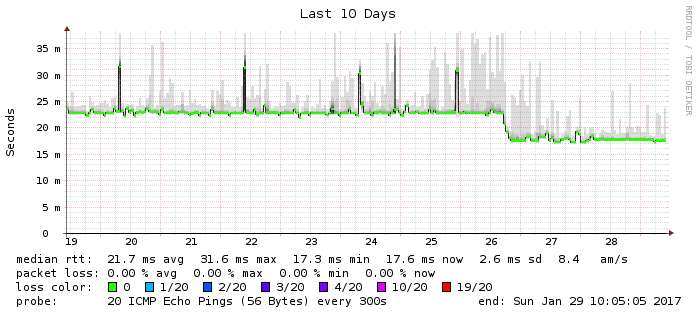 Last 10 Days
RRDTOOL / TOBI OETIKER
Seconds
35 m
30 m
25 m
20 m
15 m
10 m
5 m
0
19 20 21 22 23 24 25 26 27 28
median rtt: 21.7 ms avg 31.6 ms max 17.3 ms min 17.6 ms now 2.6 ms sd 8.4 am/s
packet loss: 0.00 % avg 0.00 % max 0.00 % min 0.00 % now
loss color: 0 1/20 2/20 3/20 4/20 10/20 19/20
probe: 20 ICMP Echo Pings (56 Bytes) every 300s end: Sun Jan 29 10:05:05 2017